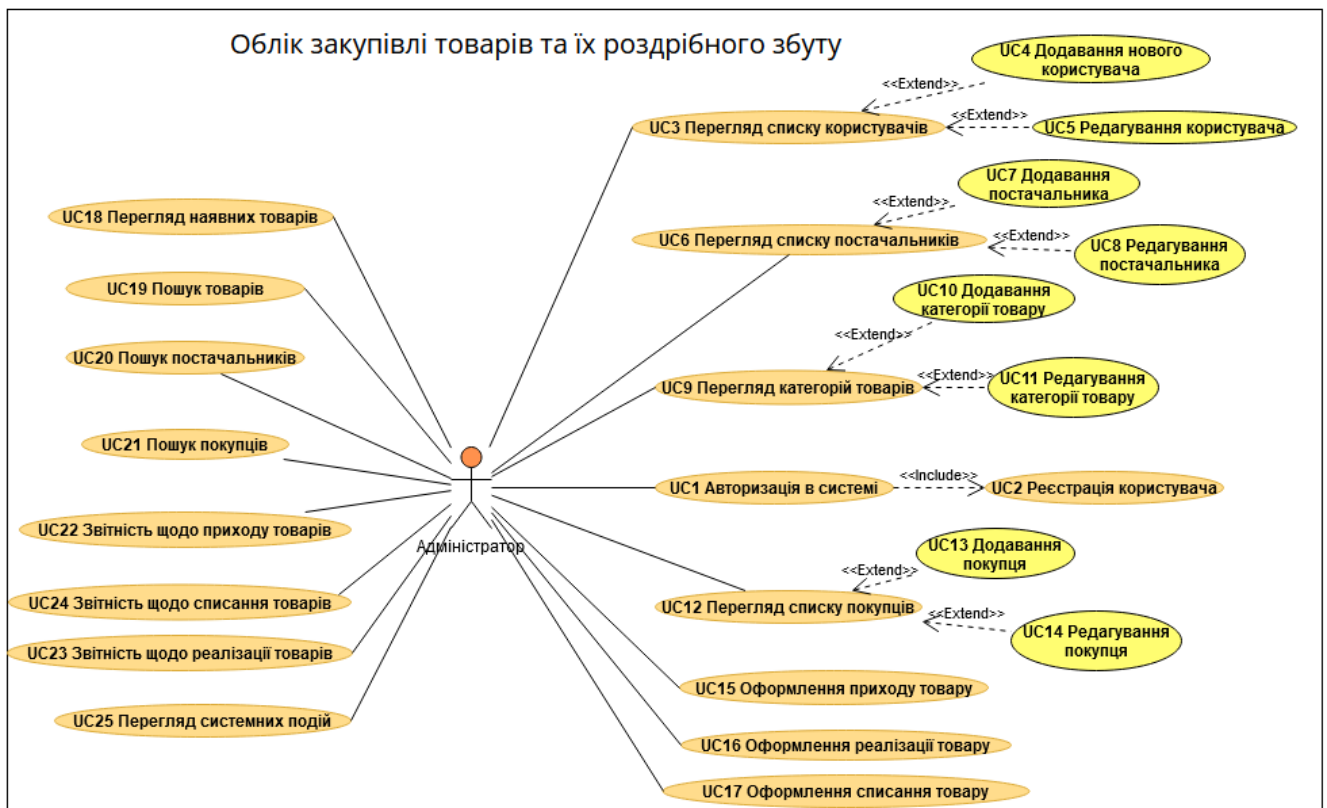 Облік закупівлі товарів та їх роздрібного збуту
UC4 Додавання нового
користувача
<<Extend>>
UC3 Перегляд списку користувачів
<<Extend>>
UC5 Редагування користувача
UC7 Додавання
постачальника
<<Extend>>
UC6 Перегляд списку постачальників
<<Extend>>
UC8 Редагування
постачальника
UC10 Додавання
категорії товару
<<Extend>>
UC9 Перегляд категорій товарів
<<Extend>>
UC11 Редагування
категорії товару
UC1 Авторизація в системі
<<Include>>
UC2 Реєстрація користувача
UC13 Додавання
покупця
<<Extend>>
UC12 Перегляд списку покупців
<<Extend>>
UC14 Редагування
покупця
UC15 Оформлення приходу товару
UC16 Оформлення реалізації товару
UC17 Оформлення списання товару
UC18 Перегляд наявних товарів
UC19 Пошук товарів
UC20 Пошук постачальників
UC21 Пошук покупців
UC22 Звітність щодо приходу товарів
UC24 Звітність щодо списання товарів
UC23 Звітність щодо реалізації товарів
UC25 Перегляд системних подій
Адміністратор